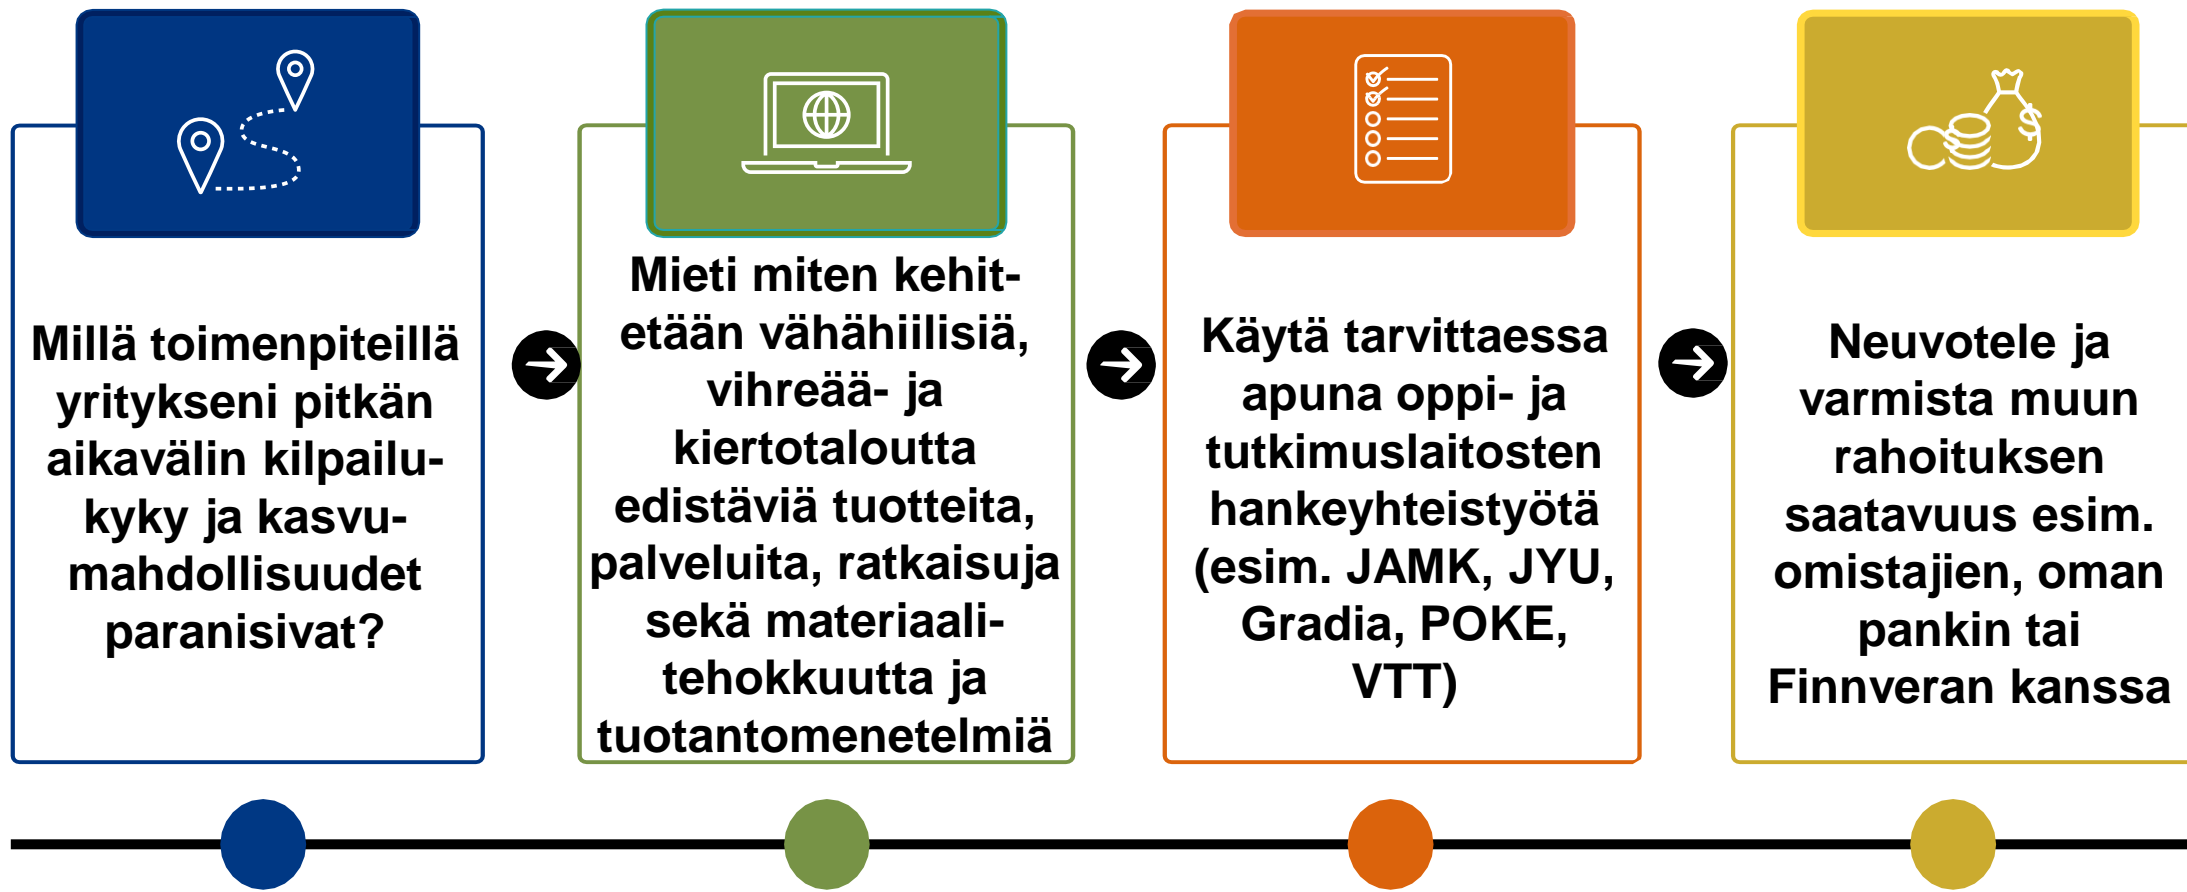 Millä toimenpiteillä
yritykseni pitkän
aikavälin kilpailu-
kyky ja kasvu-
mahdollisuudet
paranisivat?
Mieti miten kehit-
etään vähähiilisiä,
vihreää- ja
kiertotaloutta
edistäviä tuotteita,
palveluita, ratkaisuja
sekä materiaali-
tehokkuutta ja
tuotantomenetelmiä
Käytä tarvittaessa
apuna oppi- ja
tutkimuslaitosten
hankeyhteistyötä
(esim. JAMK, JYU,
Gradia, POKE,
VTT)
Neuvotele ja
varmista muun
rahoituksen
saatavuus esim.
omistajien, oman
pankin tai
Finnveran kanssa